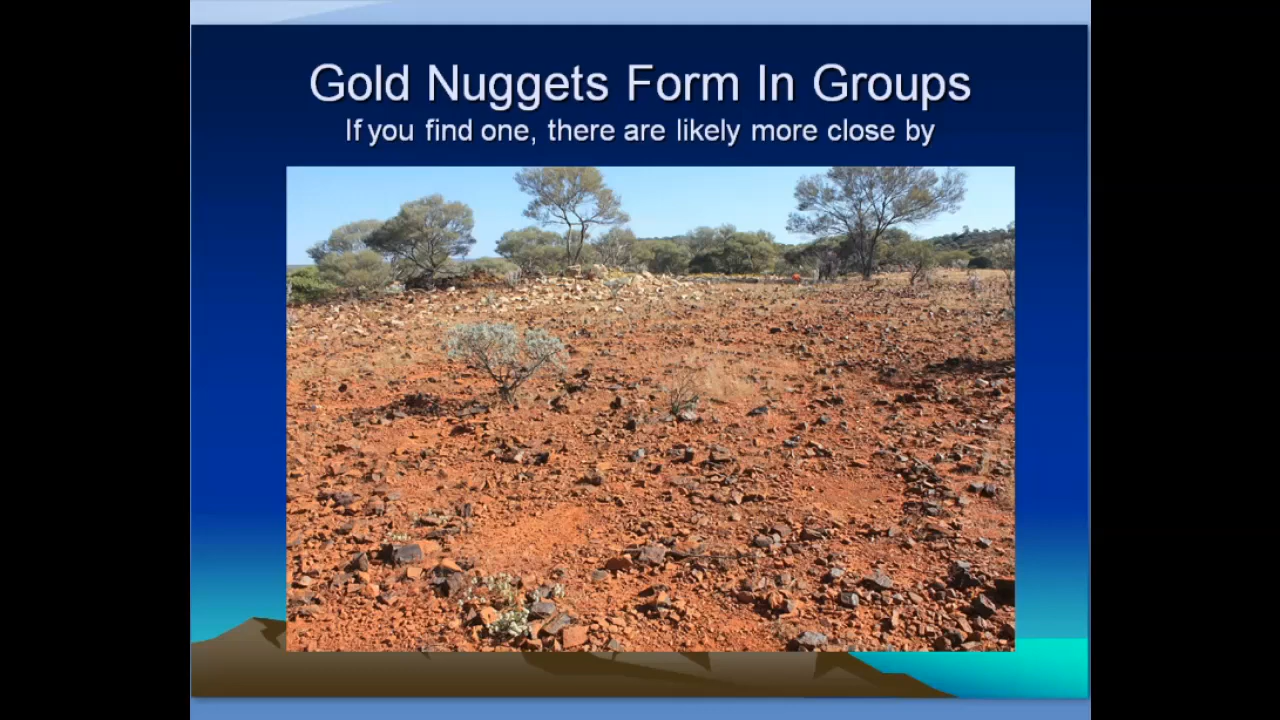 Gold Nuggets Form In Groups
If you find one, there are likely more close by